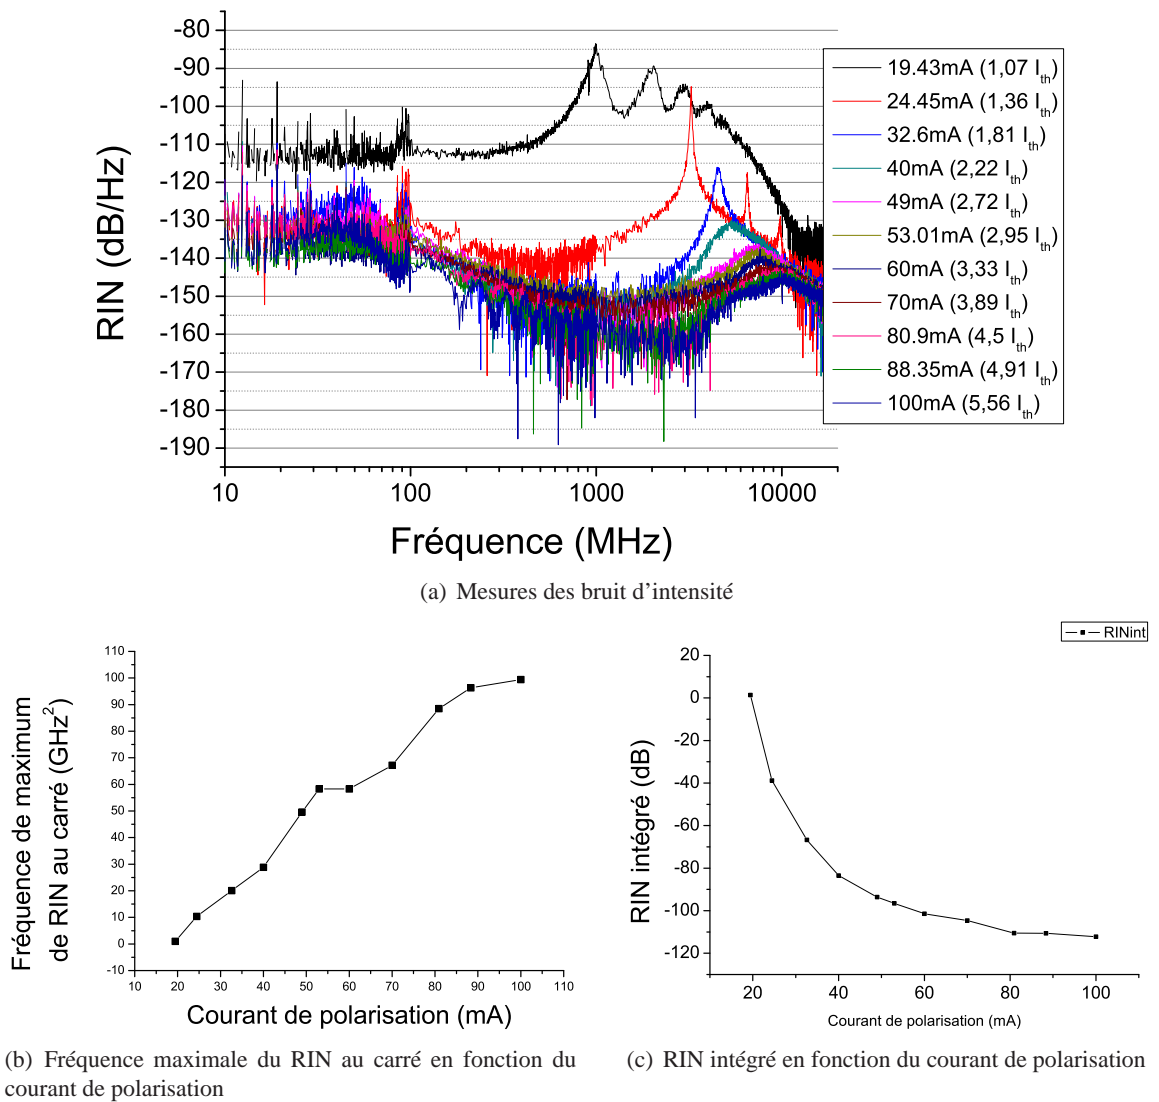 -80
-90
-100
-110
-120
-130
-140
-150
-160
-170
-180
-190
RIN (dB/Hz)
10 100 1000 10000
Fréquence (MHz)
19.43mA (1,07 Ith)
24.45mA (1,36 Ith)
32.6mA (1,81 Ith)
40mA (2,22 Ith)
49mA (2,72 Ith)
53.01mA (2,95 Ith)
60mA (3,33 Ith)
70mA (3,89 Ith)
80.9mA (4,5 Ith)
88.35mA (4,91 Ith)
100mA (5,56 Ith)
(a) Mesures des bruit d'intensité
110
100
90
80
70
60
50
40
30
20
10
0
-10
Fréquence de maximum
de RIN au carré (GHz²)
10 20 30 40 50 60 70 80 90 100 110
Courant de polarisation (mA)
(b) Fréquence maximale du RIN au carré en fonction du
courant de polarisation
RINint
20
0
-20
-40
-60
-80
-100
-120
RIN intégré (dB)
20 40 60 80 100
Courant de polarisation (mA)
(c) RIN intégré en fonction du courant de polarisation